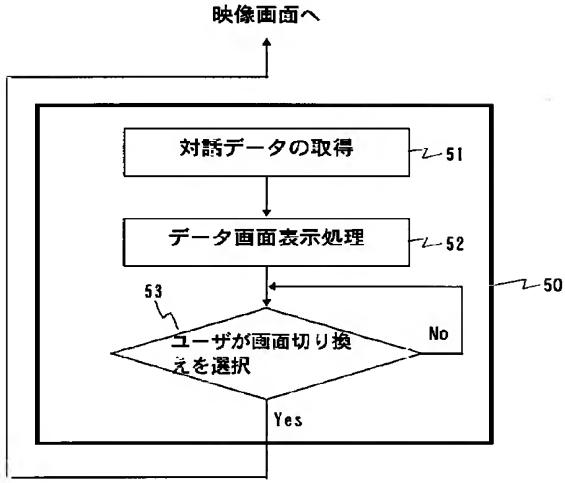 映像画面へ
対話データの取得
51
データ画面表示処理
52
50
53
ユーザが画面切り換
えを選択
No
Yes